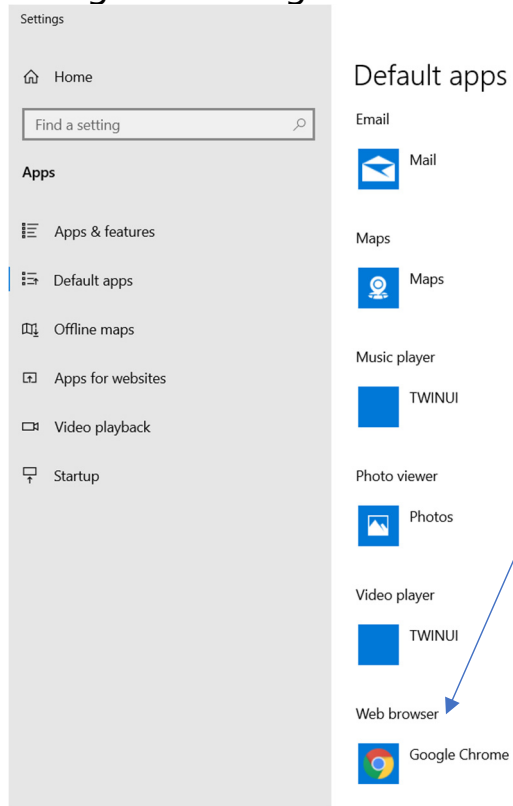 Settings
Home
Find a setting
Apps
Apps & features
Default apps
Offline maps
Apps for websites
Video playback
Startup
Default apps
Email
Mail
Maps
Maps
Music player
TWINUI
Photo viewer
Photos
Video player
TWINUI
Web browser
Google Chrome